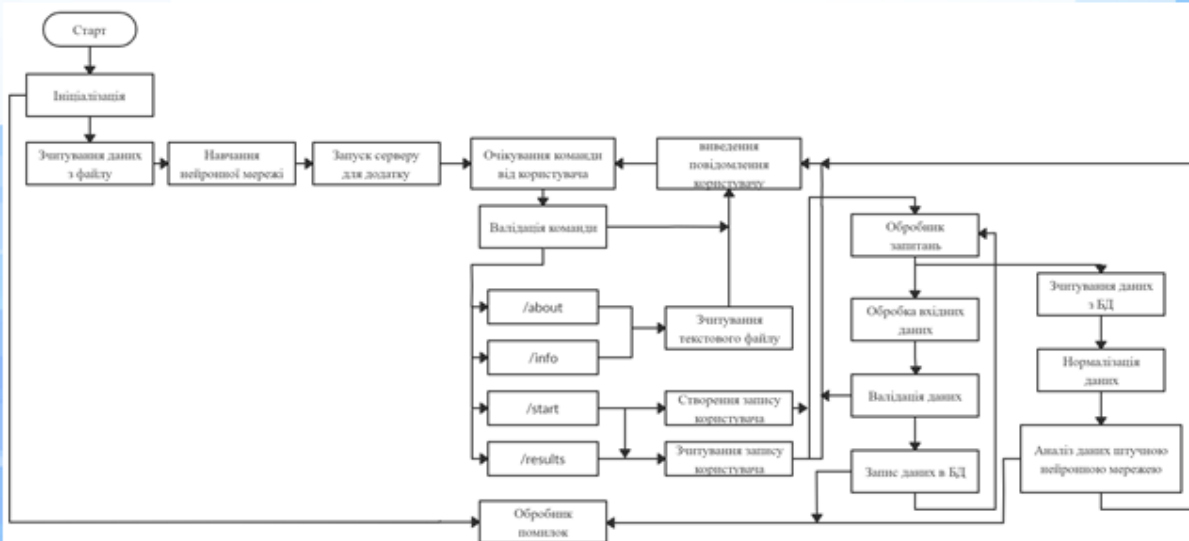 Старт
Ініціалізація
Зчитування даних
з файлу
Навчання
нейронної мережі
Запуск серверу
для додатку
Очікування команди
від користувача
виведення
повідомлення
користувачу
Валідація команди
/about
/info
/start
/results
Зчитування
текстового файлу
Створення запису
користувача
Зчитування запису
користувача
Обробник
помилок
Обробник
запитань
Обробка вхідних
даних
Валідація даних
Запис даних в БД
Зчитування даних
з БД
Нормалізація
даних
Аналіз даних штучною
нейронною мережею